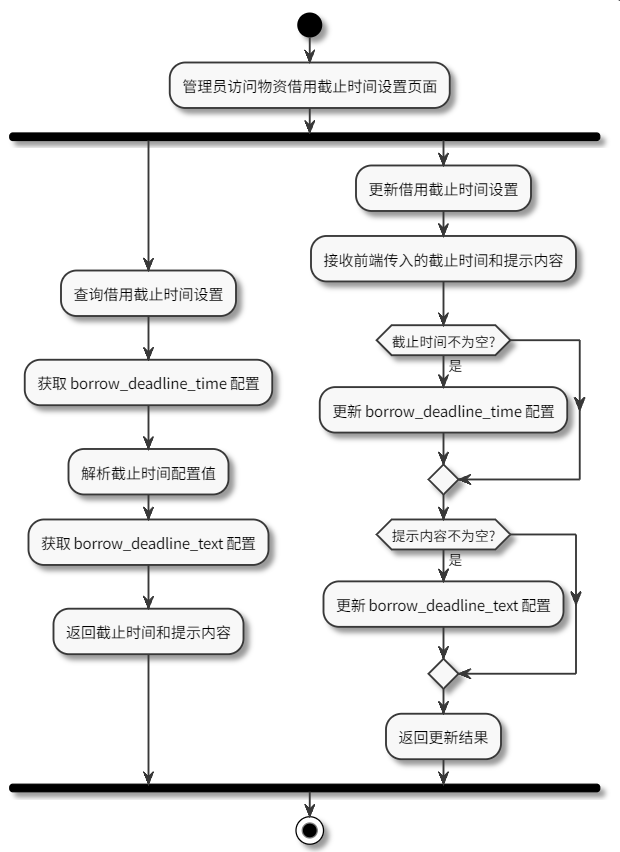 管理员访问物资借用截止时间设置页面
查询借用截止时间设置
获取 borrow_deadline_time 配置
解析截止时间配置值
获取 borrow_deadline_text 配置
返回截止时间和提示内容
更新借用截止时间设置
接收前端传入的截止时间和提示内容
截止时间不为空?
是
更新 borrow_deadline_time 配置
提示内容不为空?
是
更新 borrow_deadline_text 配置
返回更新结果